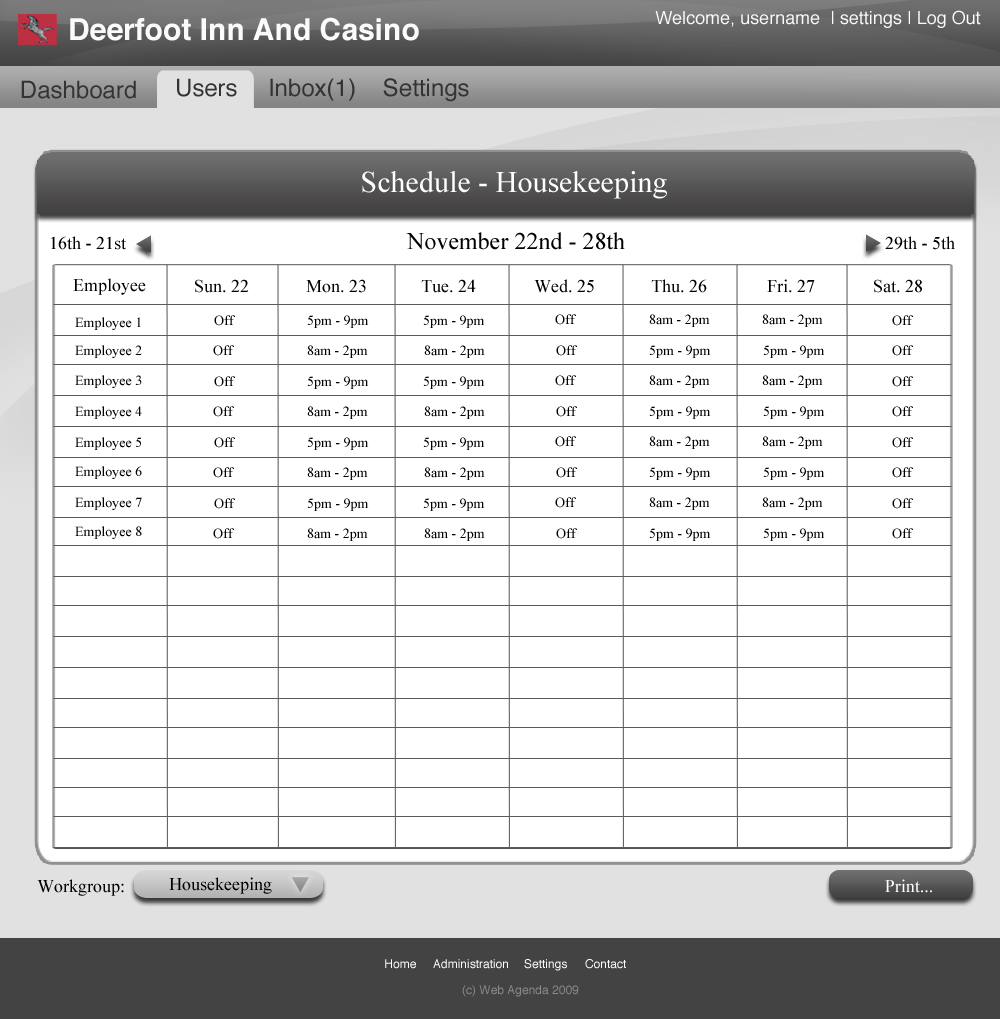 Deerfoot Inn And Casino
Welcome, username | settings | Log Out
Dashboard Users Inbox(1) Settings
Schedule - Housekeeping
16th - 21st November 22nd - 28th 29th - 5th
Employee Sun. 22 Mon. 23 Tue. 24 Wed. 25 Thu. 26 Fri. 27 Sat. 28
Employee 1 Off 5pm - 9pm 5pm - 9pm Off 8am - 2pm 8am - 2pm Off
Employee 2 Off 8am - 2pm 8am - 2pm Off 5pm - 9pm 5pm - 9pm Off
Employee 3 Off 5pm - 9pm 5pm - 9pm Off 8am - 2pm 8am - 2pm Off
Employee 4 Off 8am - 2pm 8am - 2pm Off 5pm - 9pm 5pm - 9pm Off
Employee 5 Off 5pm - 9pm 5pm - 9pm Off 8am - 2pm 8am - 2pm Off
Employee 6 Off 8am - 2pm 8am - 2pm Off 5pm - 9pm 5pm - 9pm Off
Employee 7 Off 5pm - 9pm 5pm - 9pm Off 8am - 2pm 8am - 2pm Off
Employee 8 Off 8am - 2pm 8am - 2pm Off 5pm - 9pm 5pm - 9pm Off
Workgroup: Housekeeping Print...
Home Administration Settings Contact
(c) Web Agenda 2009